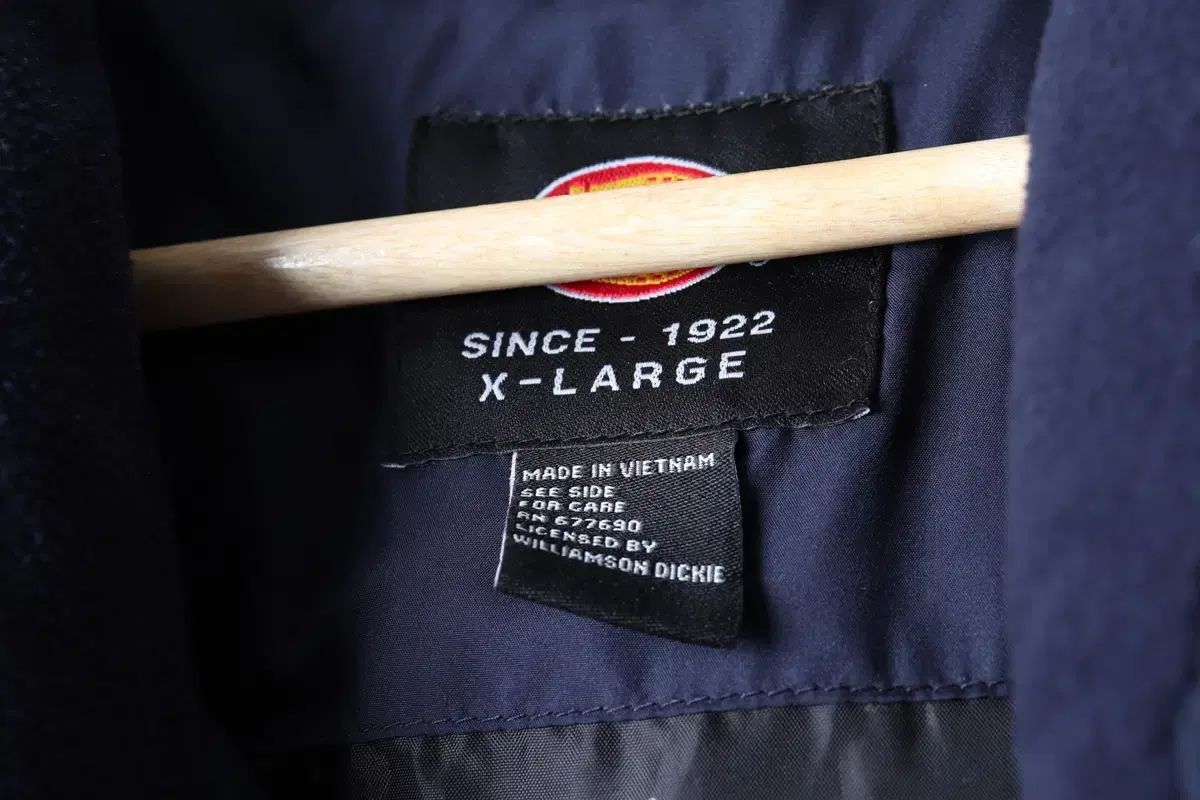 SINCE - 1922
X-LARGE
MADE IN VIETNAM
SEE SIDE
FOR CARE
RN 677690
LICENSED BY
WILLIAMSON DICKIE